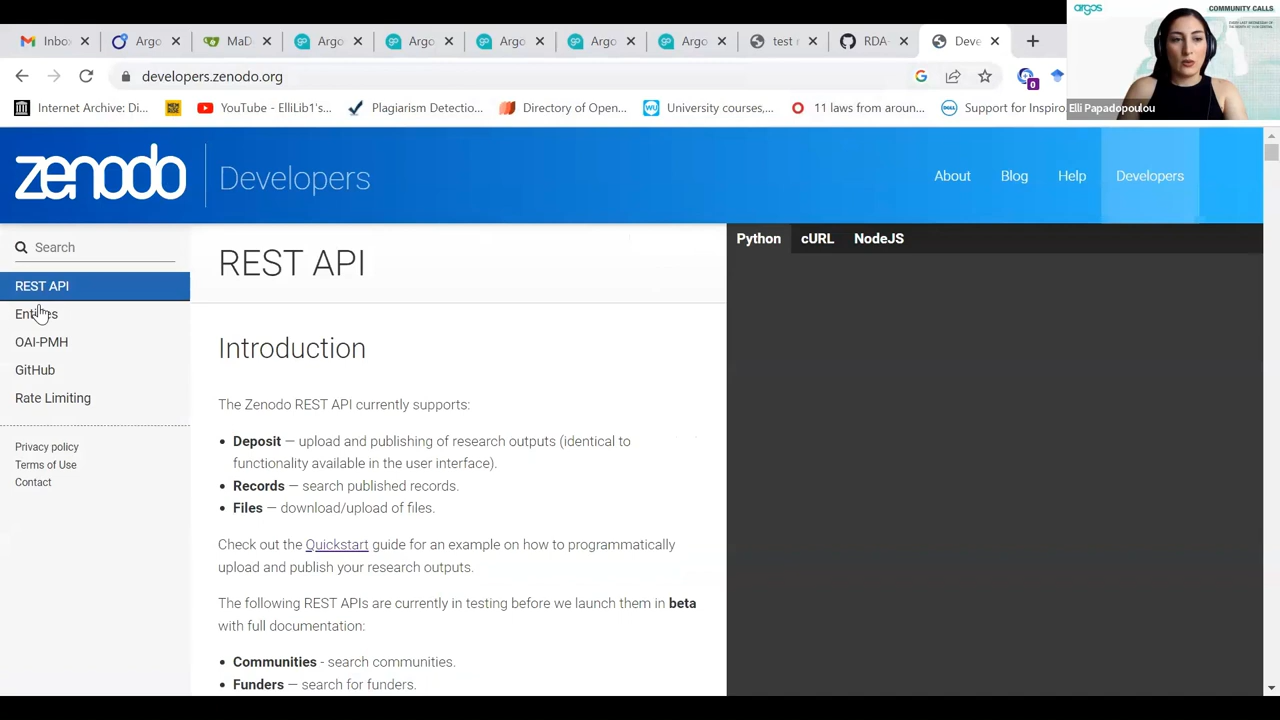 Inbox
Argo
MaD
Argo
Argo
Argo
Argo
Argo
test r
RDA-
Deve
developers.zenodo.org
0
Internet Archive: Di...
YouTube - ElliLib1's...
Plagiarism Detectio...
Directory of Open...
University courses,...
11 laws from aroun...
Support for Inspiro
argos
COMMUNITY CALLS
Elli Papadopoulou
zenodo
Developers
About
Blog
Help
Developers
Search
REST API
OAI-PMH
GitHub
Rate Limiting
Privacy policy
Terms of Use
Contact
REST API
Introduction
The Zenodo REST API currently supports:
• Deposit — upload and publishing of research outputs (identical to
functionality available in the user interface).
• Records — search published records.
• Files — download/upload of files.
Check out the Quickstart guide for an example on how to programmatically
upload and publish your research outputs.
The following REST APIs are currently in testing before we launch them in beta
with full documentation:
• Communities - search communities.
• Funders — search for funders.
Python
cURL
NodeJS